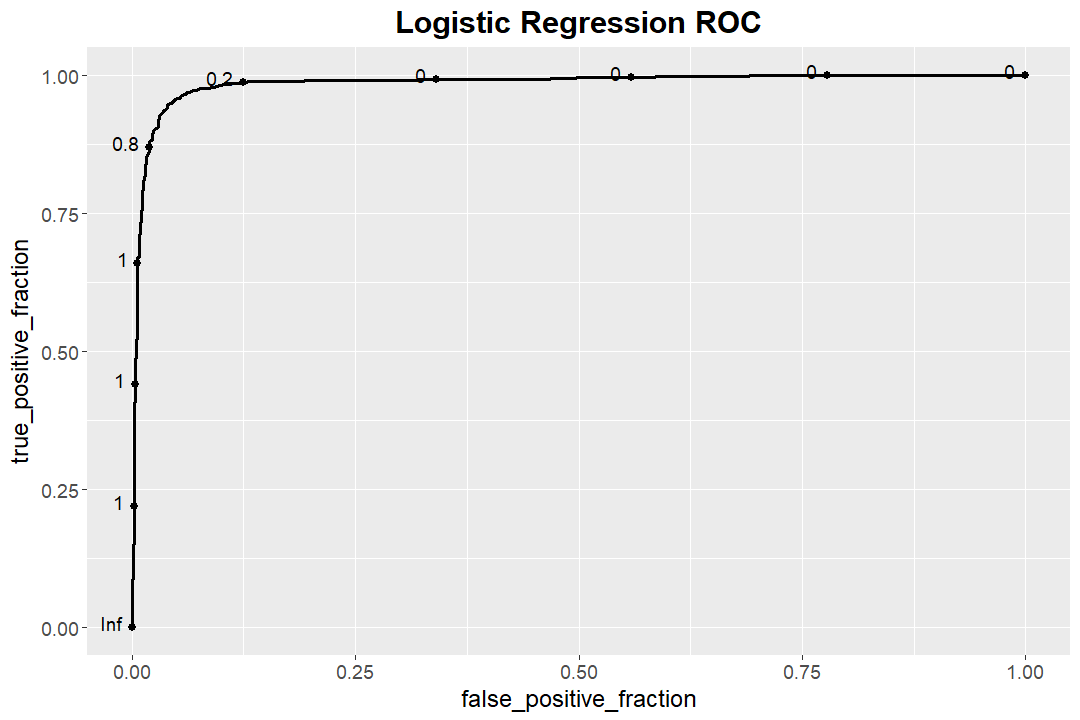 Logistic Regression ROC
true_positive_fraction
1.00
0.75
0.50
0.25
0.00
0.2
0
0
0
0
0.8
1
1
1
Inf
0.00 0.25 0.50 0.75 1.00
false_positive_fraction